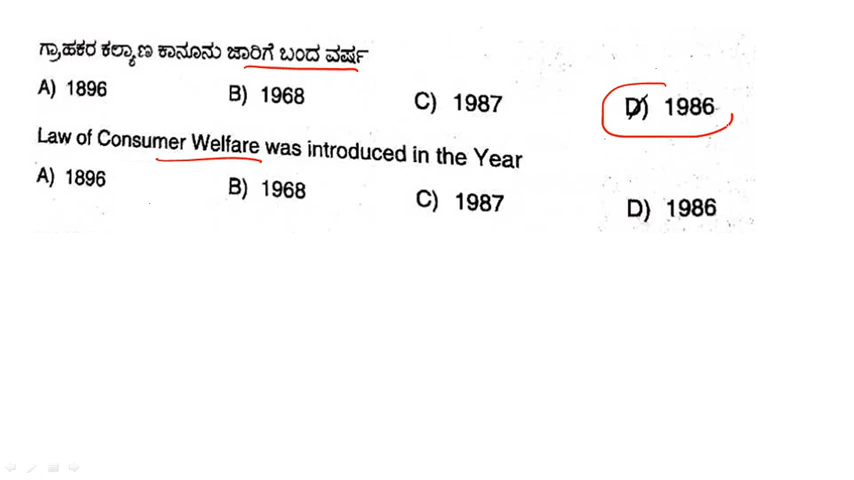 ಗ್ರಾಹಕರ ಕಲ್ಯಾಣ ಕಾನೂನು ಜಾರಿಗೆ ಬಂದ ವರ್ಷ
A) 1896 B) 1968 C) 1987 D) 1986
Law of Consumer Welfare was introduced in the Year
A) 1896 B) 1968 C) 1987 D) 1986